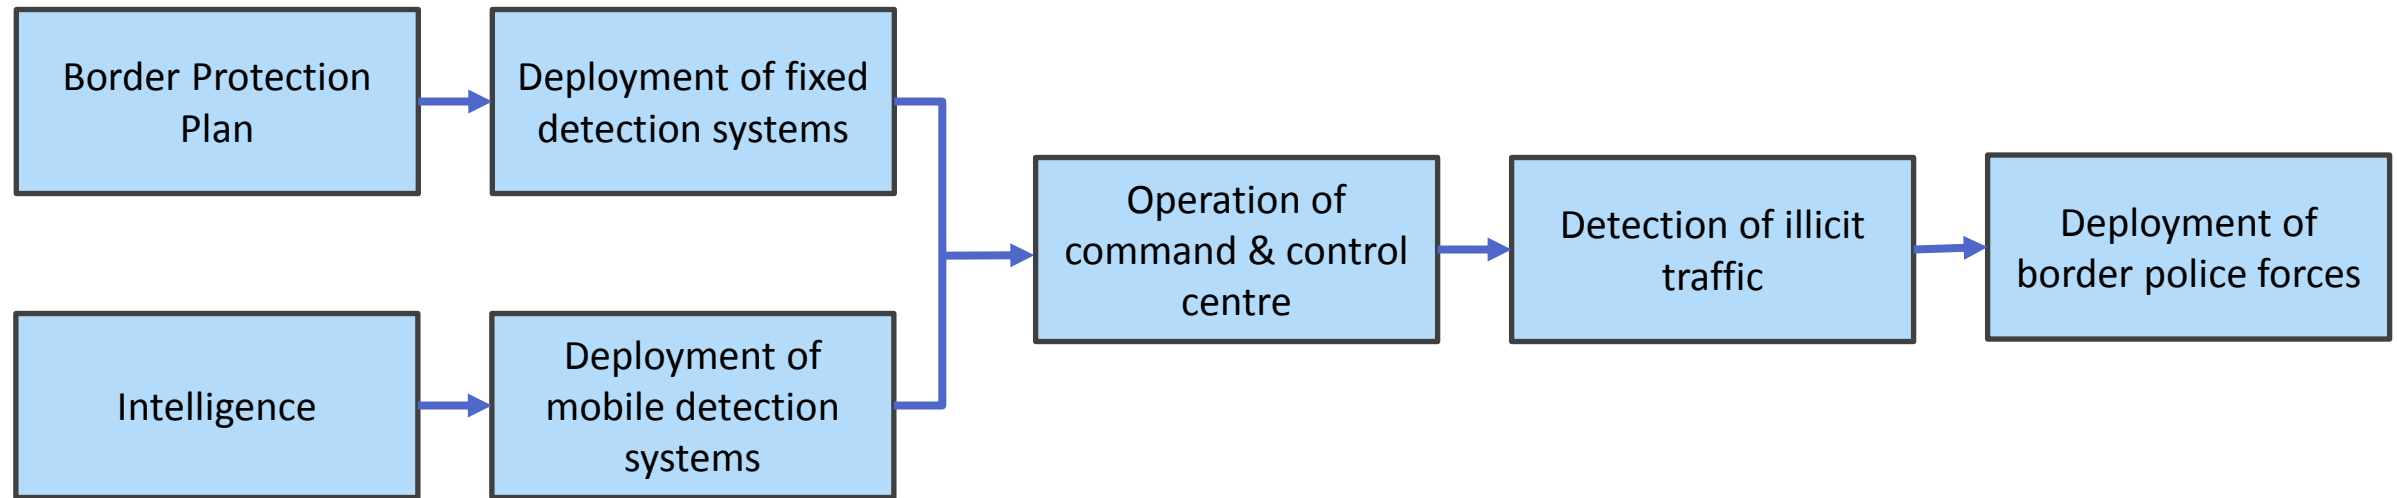 Border Protection
Plan
Deployment of fixed
detection systems
Intelligence
Deployment of
mobile detection
systems
Operation of
command & control
centre
Detection of illicit
traffic
Deployment of
border police forces